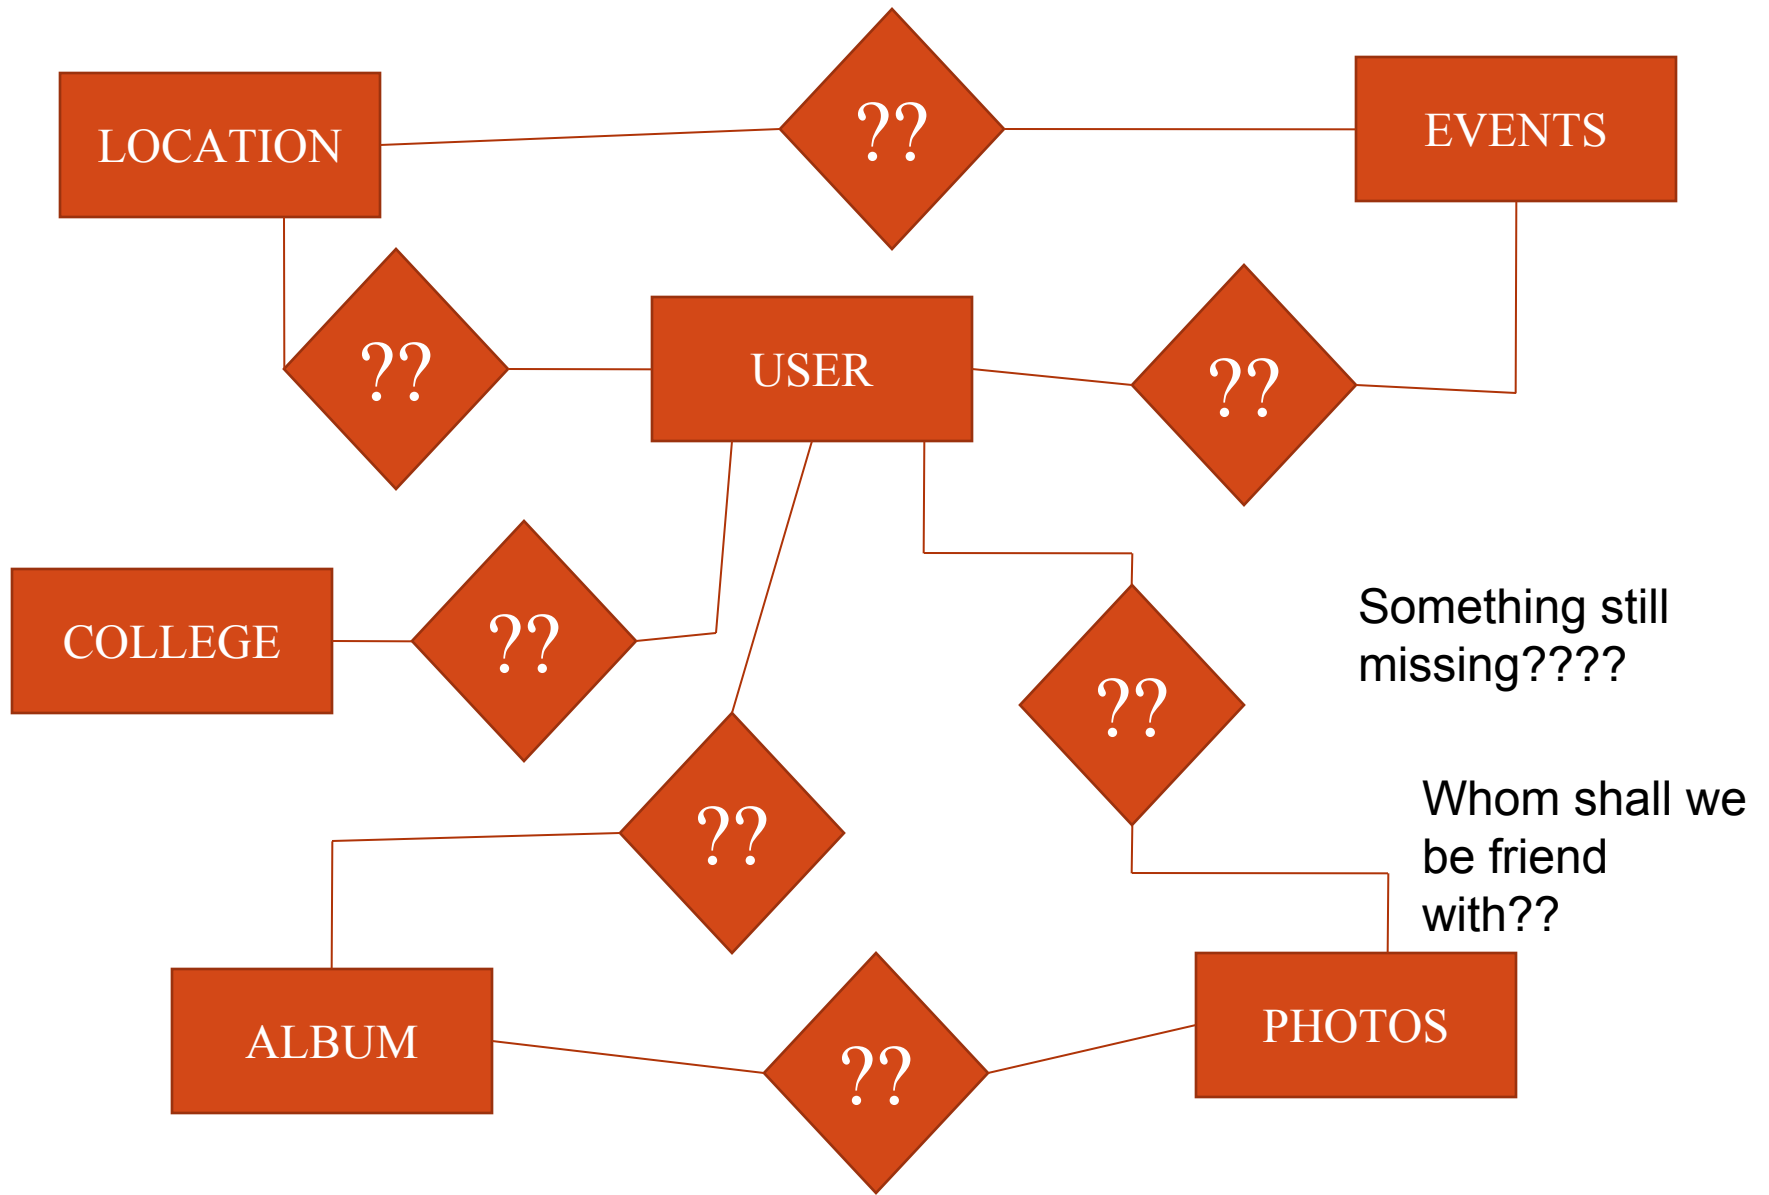 ??
LOCATION
EVENTS
??
USER
??
COLLEGE
??
Something still
missing????
??
??
Whom shall we
be friend
with??
ALBUM
??
PHOTOS